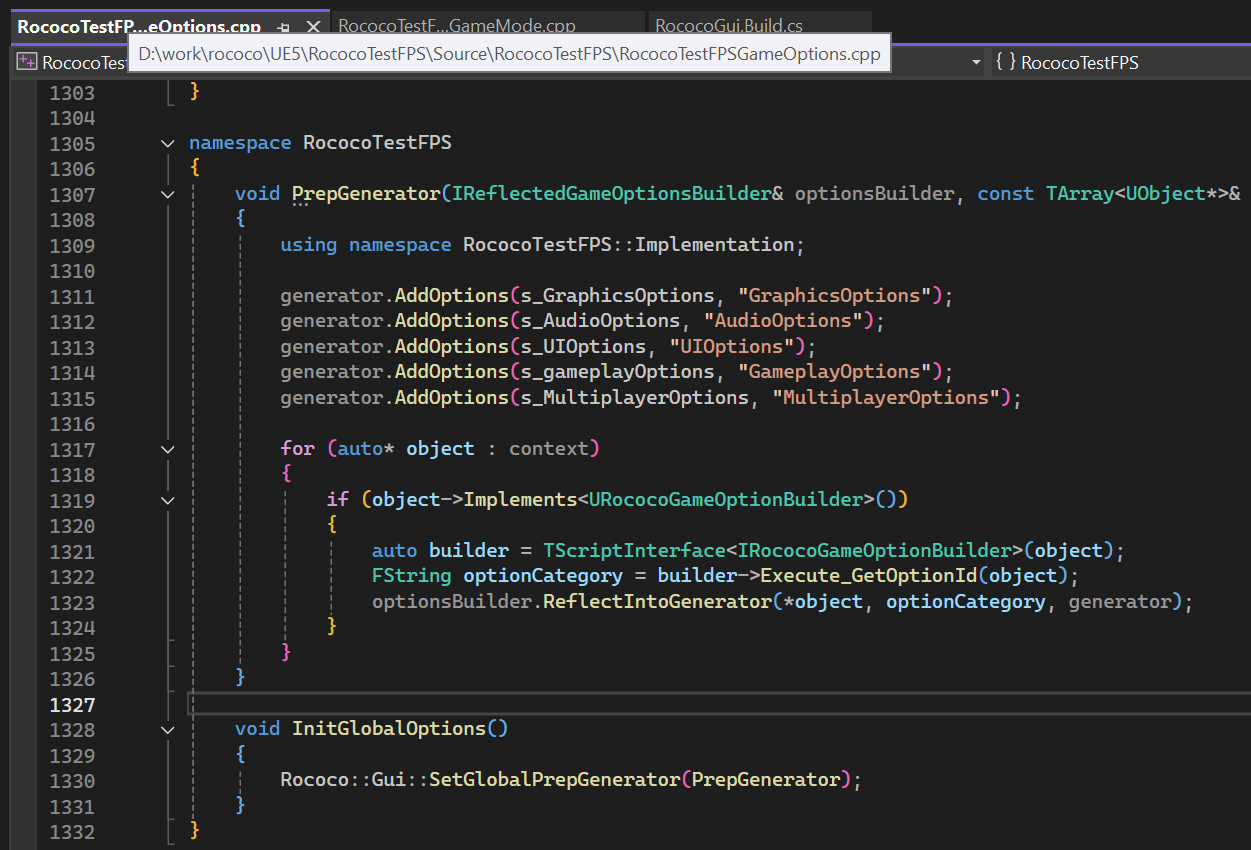 RococoTestFP...eOptions.cpp
RococoTestF...GameMode.cpp
RococoGui.Build.cs
D:\work\rococo\UE5\RococoTestFPS\Source\RococoTestFPS\RococoTestFPSGameOptions.cpp
RococoTes
{ } RococoTestFPS
1303 }
1304
1305 namespace RococoTestFPS
1306 {
1307 void PrepGenerator(IReflectedGameOptionsBuilder& optionsBuilder, const TArray<UObject*>&
1308 {
1309 using namespace RococoTestFPS::Implementation;
1310
1311 generator.AddOptions(s_GraphicsOptions, "GraphicsOptions");
1312 generator.AddOptions(s_AudioOptions, "AudioOptions");
1313 generator.AddOptions(s_UIOptions, "UIOptions");
1314 generator.AddOptions(s_gameplayOptions, "GameplayOptions");
1315 generator.AddOptions(s_MultiplayerOptions, "MultiplayerOptions");
1316
1317 for (auto* object : context)
1318 {
1319 if (object->Implements<URococoGameOptionBuilder>())
1320 {
1321 auto builder = TScriptInterface<IRococoGameOptionBuilder>(object);
1322 FString optionCategory = builder->Execute_GetOptionId(object);
1323 optionsBuilder.ReflectIntoGenerator(*object, optionCategory, generator);
1324 }
1325 }
1326 }
1327
1328 void InitGlobalOptions()
1329 {
1330 Rococo::Gui::SetGlobalPrepGenerator(PrepGenerator);
1331 }
1332 }